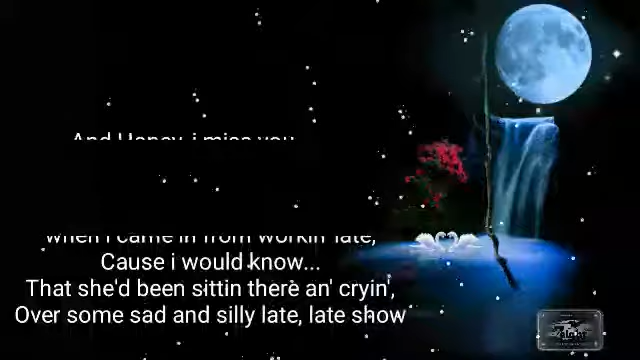 And Honey, i miss you
when i came in from workin' late,
Cause i would know...
That she'd been sittin there an' cryin',
Over some sad and silly late, late show